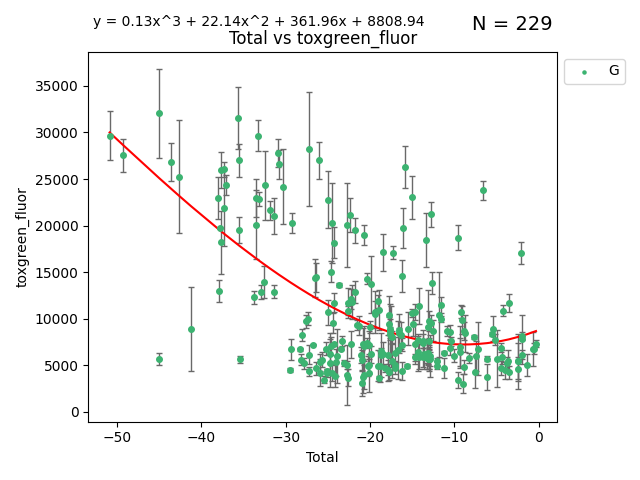 y = 0.13x^3 + 22.14x^2 + 361.96x + 8808.94
N = 229
Total vs toxgreen_fluor
G
35000
30000
25000
20000
15000
10000
5000
0
toxgreen_fluor
−50 −40 −30 −20 −10 0
Total